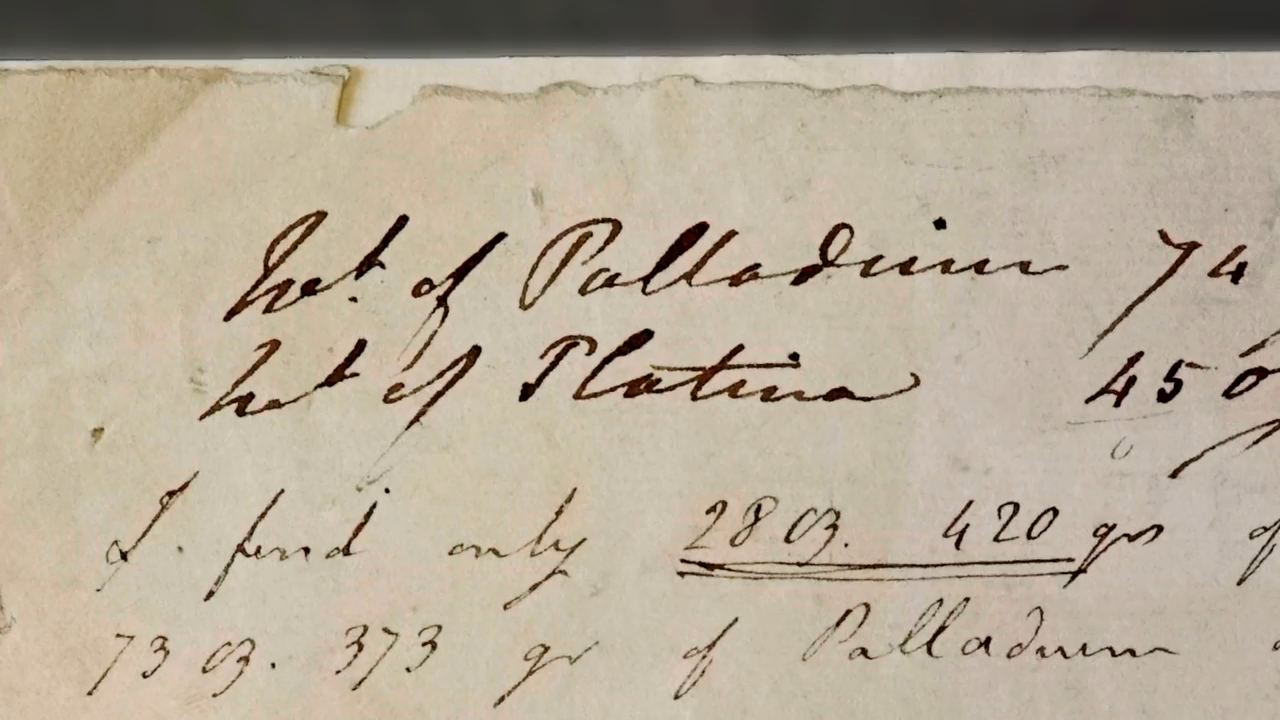 Wt. of Palladium 74
Wt of Platina 450
I find only 28 oz. 420 grs of
73 oz. 373 gr of Palladium